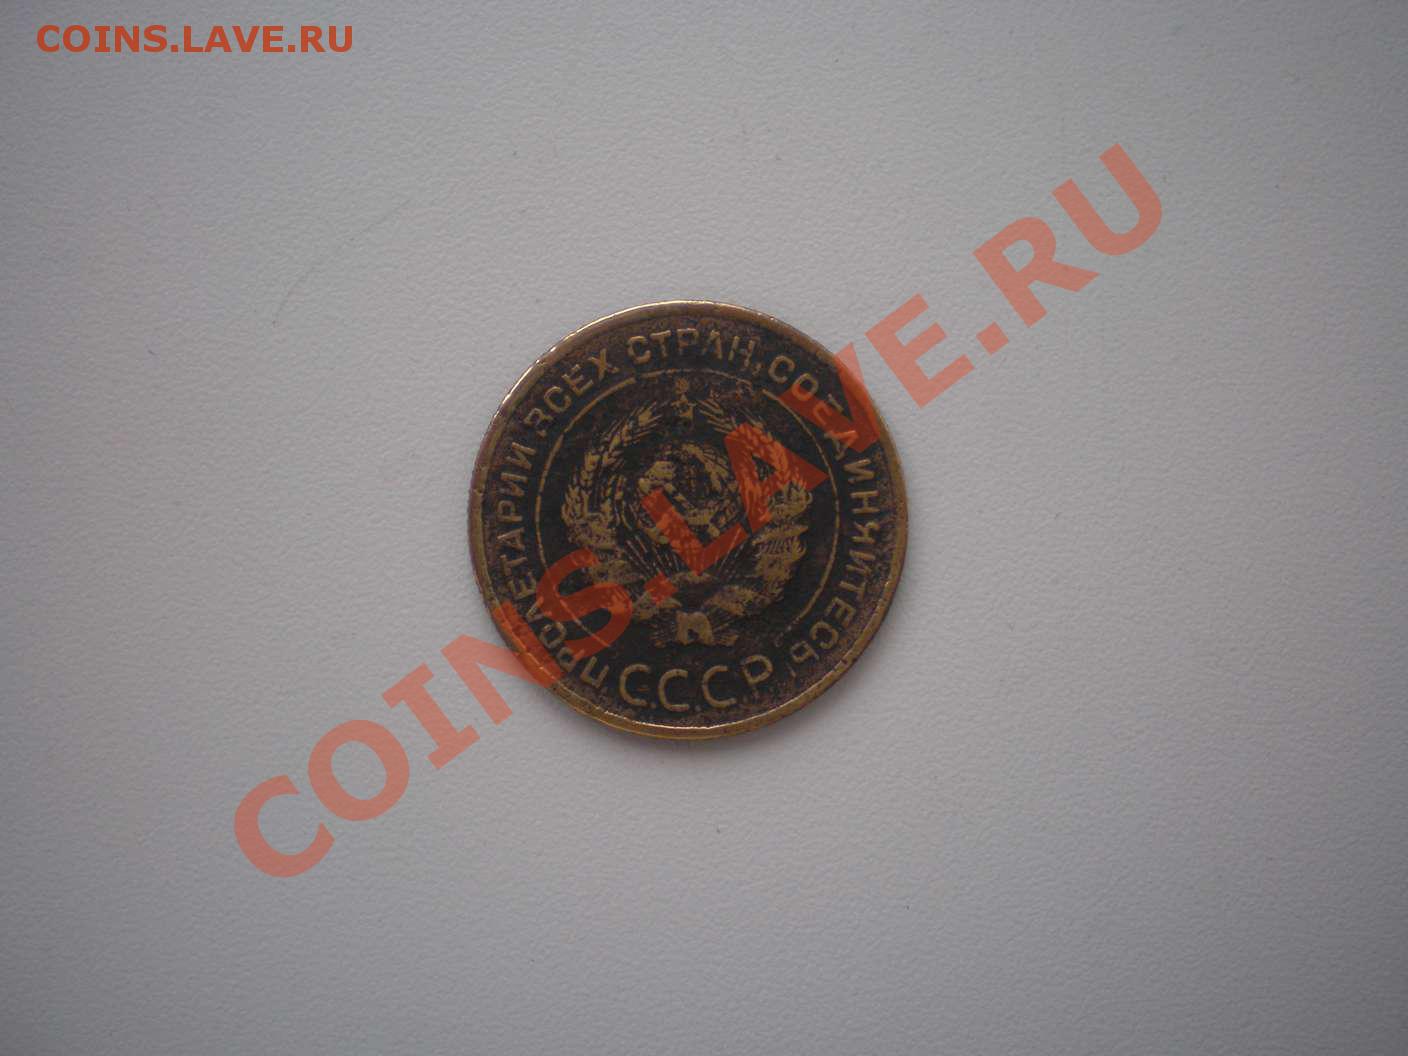 COINS.LAVE.RU
ПРОЛЕТАРИИ ВСЕХ СТРАН, СОЕДИНЯЙТЕСЬ!
С.С.С.Р.
COINS.LAVE.RU